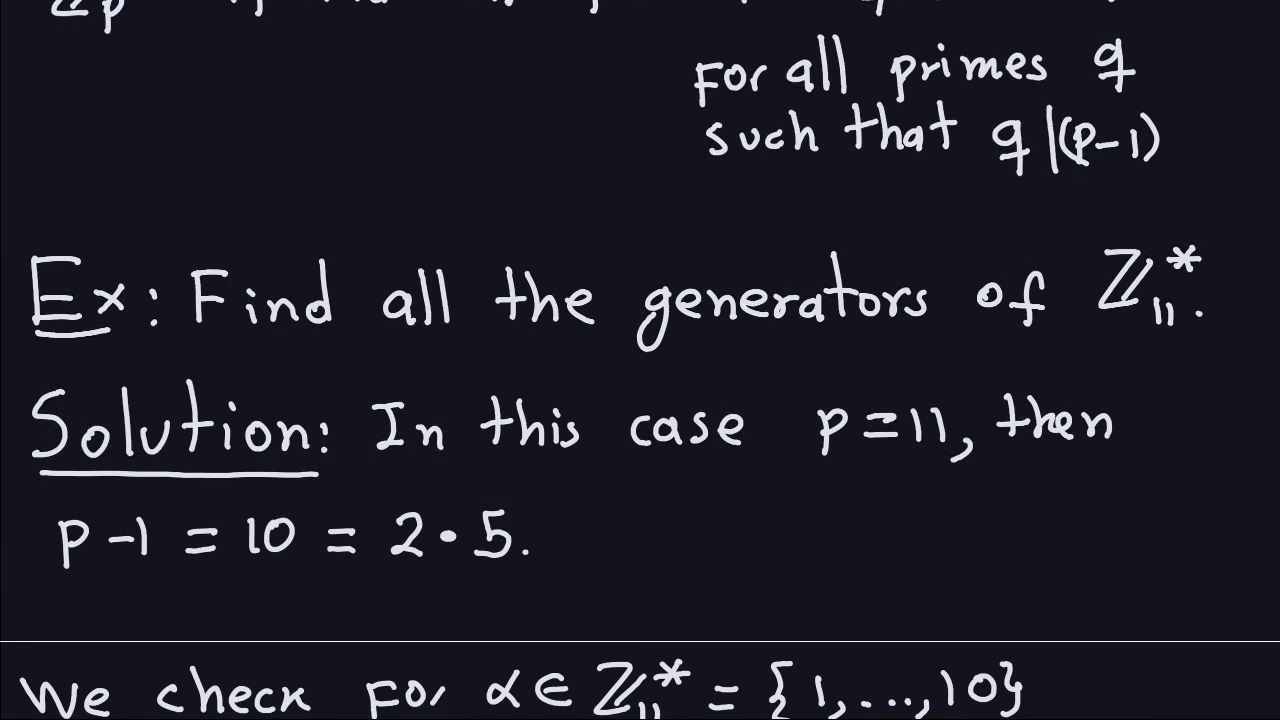 For all primes q
such that q |(p-1)
Ex: Find all the generators of ℤ₁₁*.
Solution: In this case p=11, then
p-1 = 10 = 2·5.
We check For α∈ℤ₁₁* = {1,...,10}